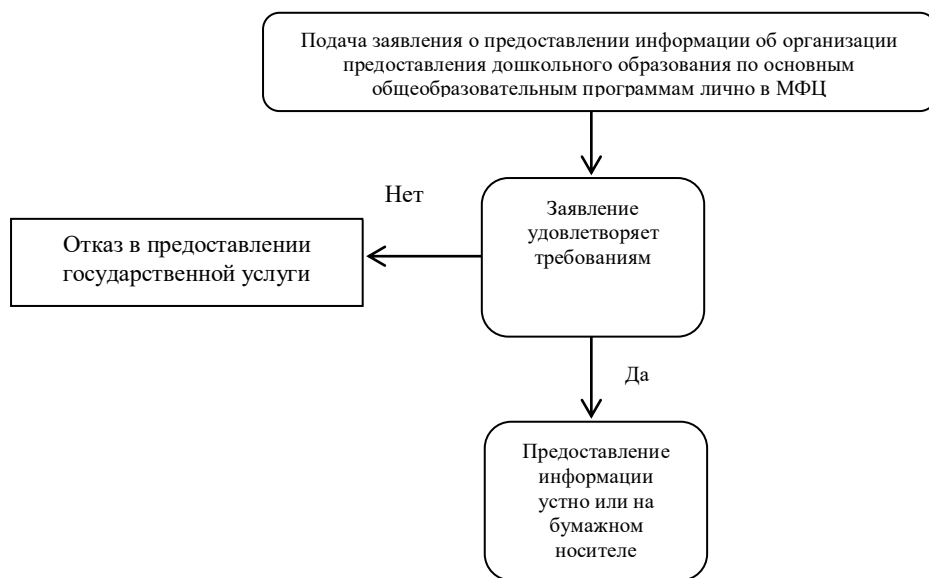 Подача заявления о предоставлении информации об организации
предоставления дошкольного образования по основным
общеобразовательным программам лично в МФЦ
Нет
Заявление
удовлетворяет
требованиям
Отказ в предоставлении
государственной услуги
Да
Предоставление
информации
устно или на
бумажном
носителе